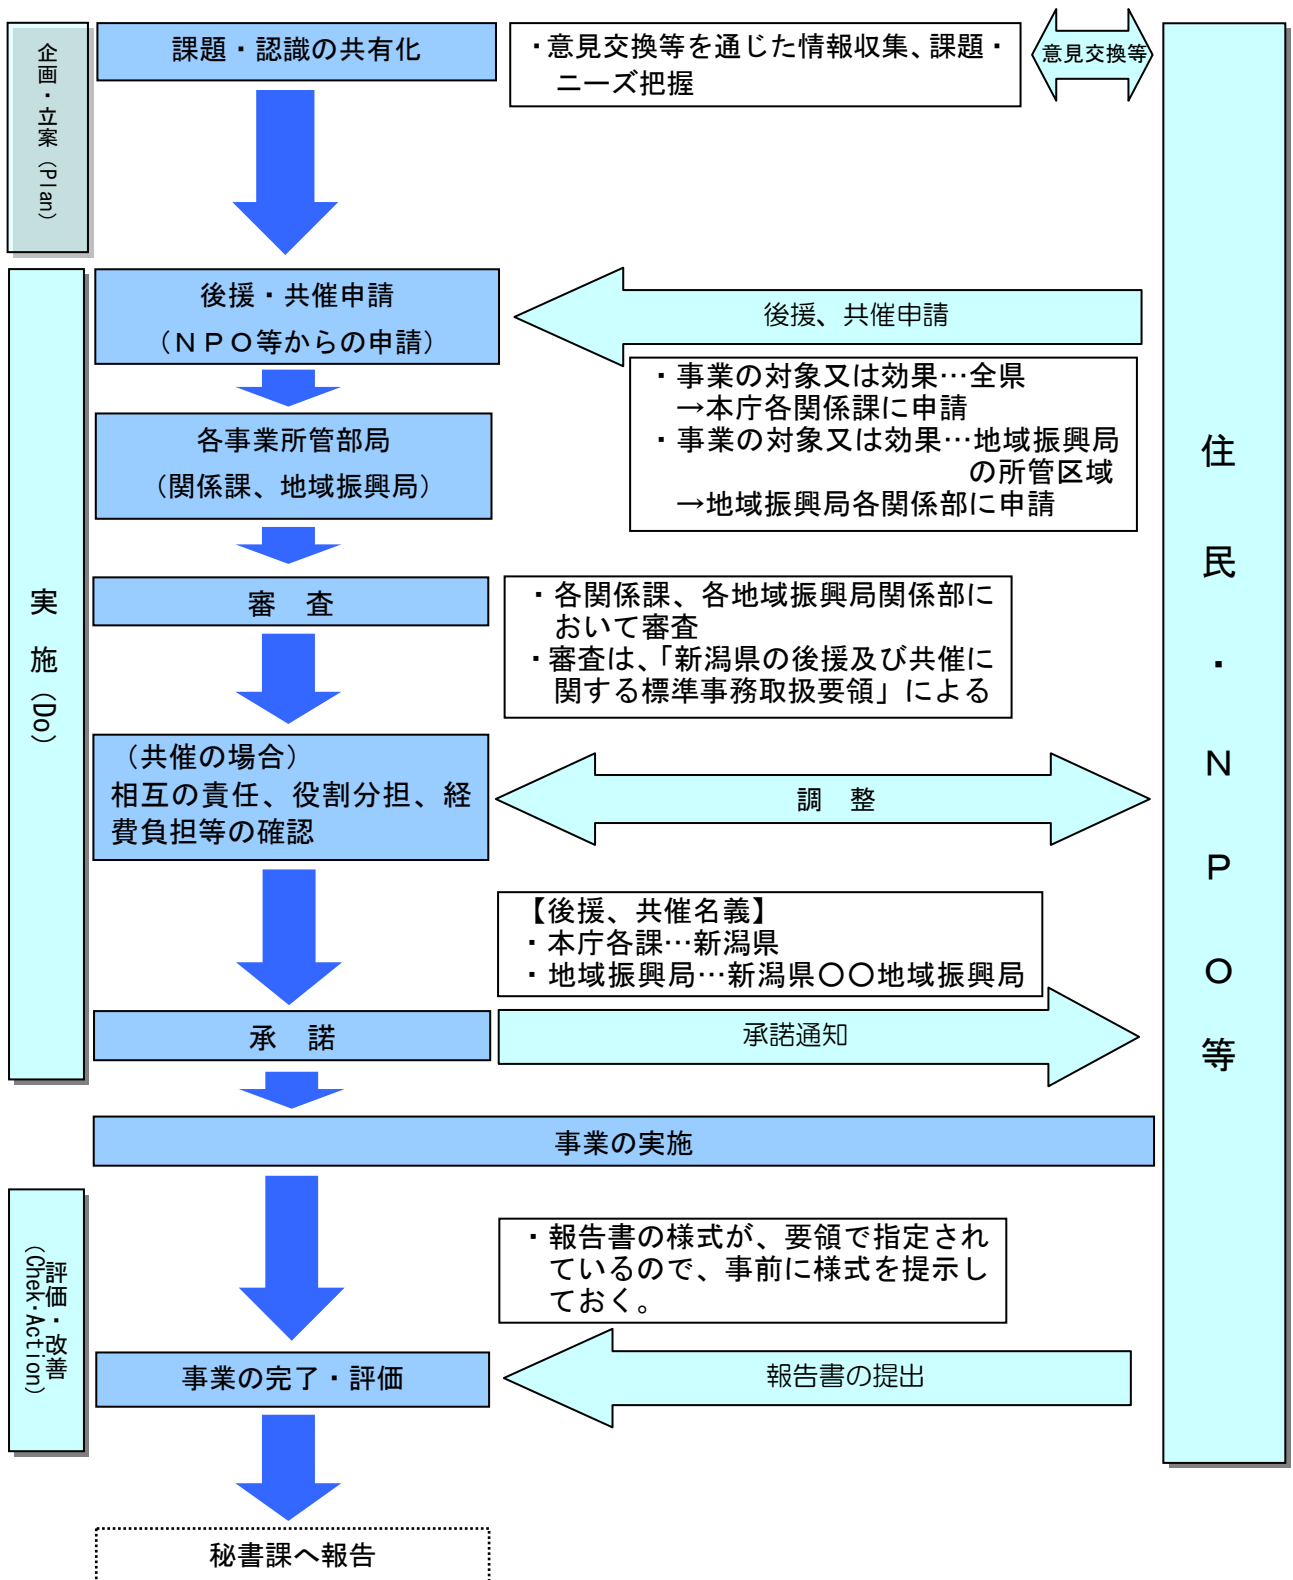 企画・立案（Plan）
課題・認識の共有化
・意見交換等を通じた情報収集、課題・
ニーズ把握
意見交換等
住民・ＮＰＯ等
実施（Do）
後援・共催申請
（ＮＰＯ等からの申請）
後援、共催申請
・事業の対象又は効果…全県
→本庁各関係課に申請
・事業の対象又は効果…地域振興局
の所管区域
→地域振興局各関係部に申請
各事業所管部局
（関係課、地域振興局）
審　査
・各関係課、各地域振興局関係部に
おいて審査
・審査は、「新潟県の後援及び共催に
関する標準事務取扱要領」による
（共催の場合）
相互の責任、役割分担、経
費負担等の確認
調　整
【後援、共催名義】
・本庁各課…新潟県
・地域振興局…新潟県〇〇地域振興局
承　諾
承諾通知
事業の実施
評価・改善
（Chek・Action）
・報告書の様式が、要領で指定され
ているので、事前に様式を提示し
ておく。
事業の完了・評価
報告書の提出
秘書課へ報告